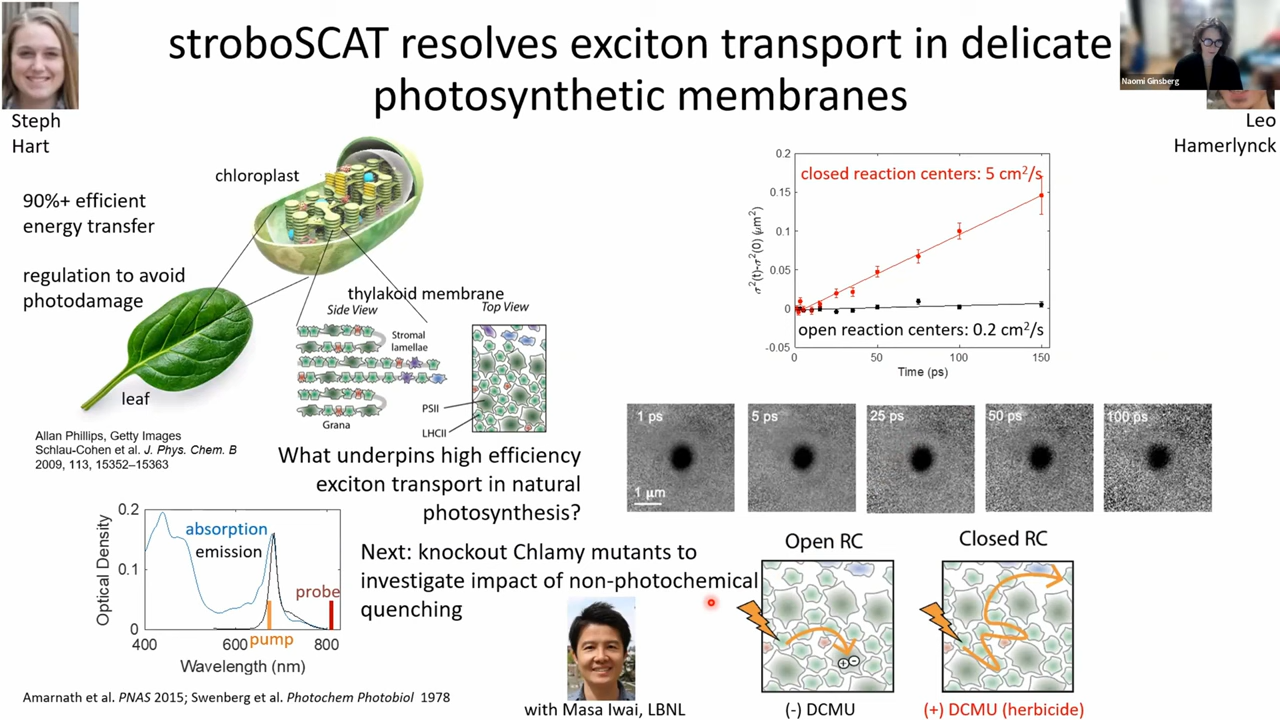 stroboSCAT resolves exciton transport in delicate
photosynthetic membranes
Steph
Hart
Naomi Ginsberg
Leo
Hamerlynck
90%+ efficient
energy transfer
regulation to avoid
photodamage
chloroplast
leaf
thylakoid membrane
Side View
Top View
Stromal
lamellae
Grana
PSII
LHCII
Allan Phillips, Getty Images
Schlau-Cohen et al. J. Phys. Chem. B
2009, 113, 15352–15363
What underpins high efficiency
exciton transport in natural
photosynthesis?
closed reaction centers: 5 cm²/s
open reaction centers: 0.2 cm²/s
σ²(t)-σ²(0) (μm²)
0.2
0.15
0.1
0.05
0
-0.05
0
50
100
150
Time (ps)
1 ps
5 ps
25 ps
50 ps
100 ps
1 μm
Optical Density
0.2
0.1
0
absorption
emission
probe
pump
400
600
800
Wavelength (nm)
Next: knockout Chlamy mutants to
investigate impact of non-photochemical
quenching
with Masa Iwai, LBNL
Open RC
Closed RC
(-) DCMU
(+) DCMU (herbicide)
Amarnath et al. PNAS 2015; Swenberg et al. Photochem Photobiol 1978